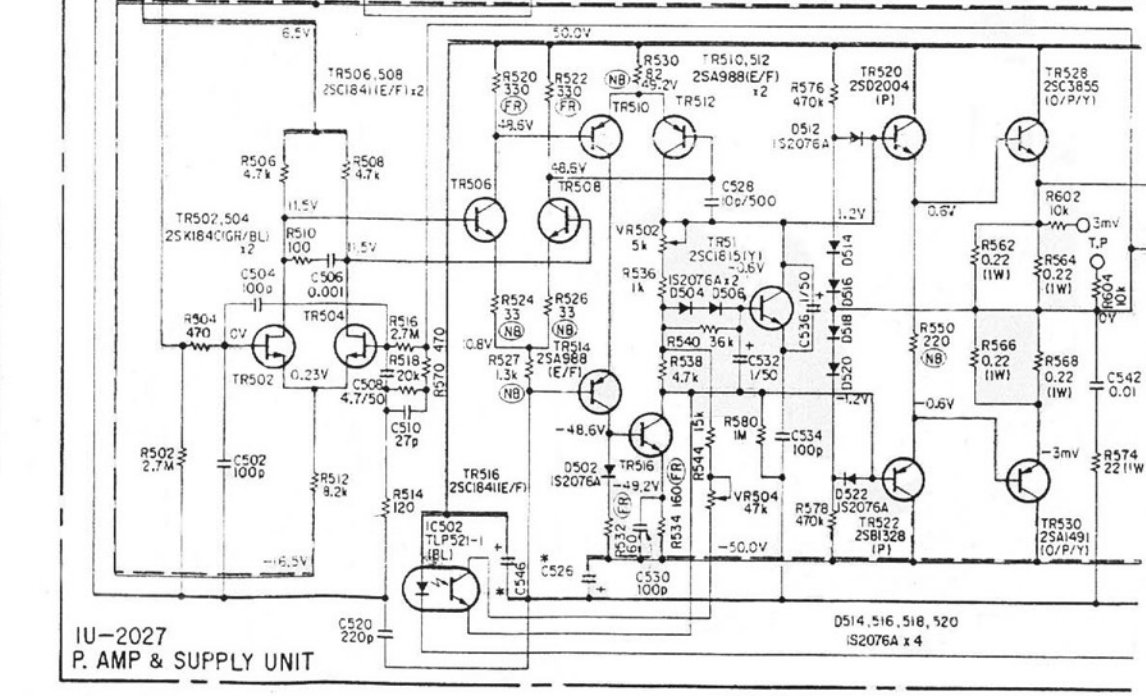 6.5V
50.0V
TR506,508
2SC1841(E/F)x2
R520
330
(FR)
R522
330
(FR)
R530
82
(NB)
49.2V
TR510,512
2SA988(E/F)
x2
R576
470k
TR520
2SD2004
(P)
TR528
2SC3855
(O/P/Y)
TR510
TR512
48.6V
D512
1S2076A
R506
4.7k
R508
4.7k
48.6V
TR506
TR508
C528
10p/500
R602
10k
3mv
T.P
11.5V
TR502,504
2SK184C(GR/BL)
x2
R510
100
11.5V
1.2V
0.6V
VR502
5k
TR51
2SC1815(Y)
-0.6V
D514
R562
0.22
(1W)
R564
0.22
(1W)
R604
10k
C504
100p
C506
0.001
R536
1k
1S2076Ax2
D504
D506
C536 1/50
D516
R524
33
(NB)
R526
33
(NB)
R504
470
0V
TR504
R516
2.7M
470
R570
R540
36k
D518
R550
220
(NB)
0V
10.8V
TR514
2SA988
(E/F)
R518
20k
R527
1.3k
(NB)
R538
4.7k
C532
1/50
D520
R566
0.22
(1W)
R568
0.22
(1W)
TR502
0.23V
C508
4.7/50
C542
0.01
-1.2V
-0.6V
C510
27p
-48.6V
15k
R544
R580
1M
C534
100p
R502
2.7M
C502
100p
R512
8.2k
TR516
2SC1841(E/F)
D502
1S2076A
TR516
-49.2V
-3mv
R574
22(1W
R514
120
(FR)
R532
160
160(FR)
R534
VR504
47k
D522
1S2076A
R578
470k
TR522
2SB1328
(P)
TR530
2SA1491
(O/P/Y)
IC502
TLP521-1
(BL)
-50.0V
-16.5V
C546
*
*
C526
C530
100p
C520
220p
D514,516,518,520
1S2076A x 4
IU-2027
P. AMP & SUPPLY UNIT